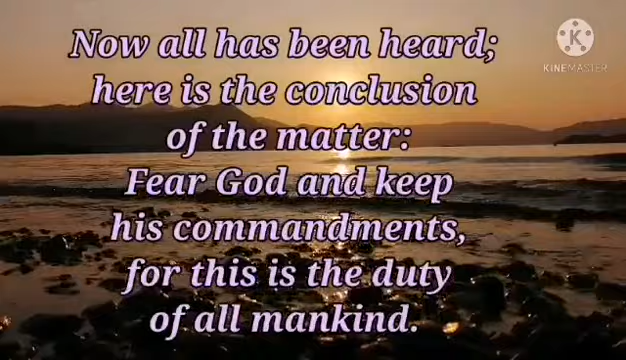 Now all has been heard;
here is the conclusion
of the matter:
Fear God and keep
his commandments,
for this is the duty
of all mankind.
K
KINEMASTER